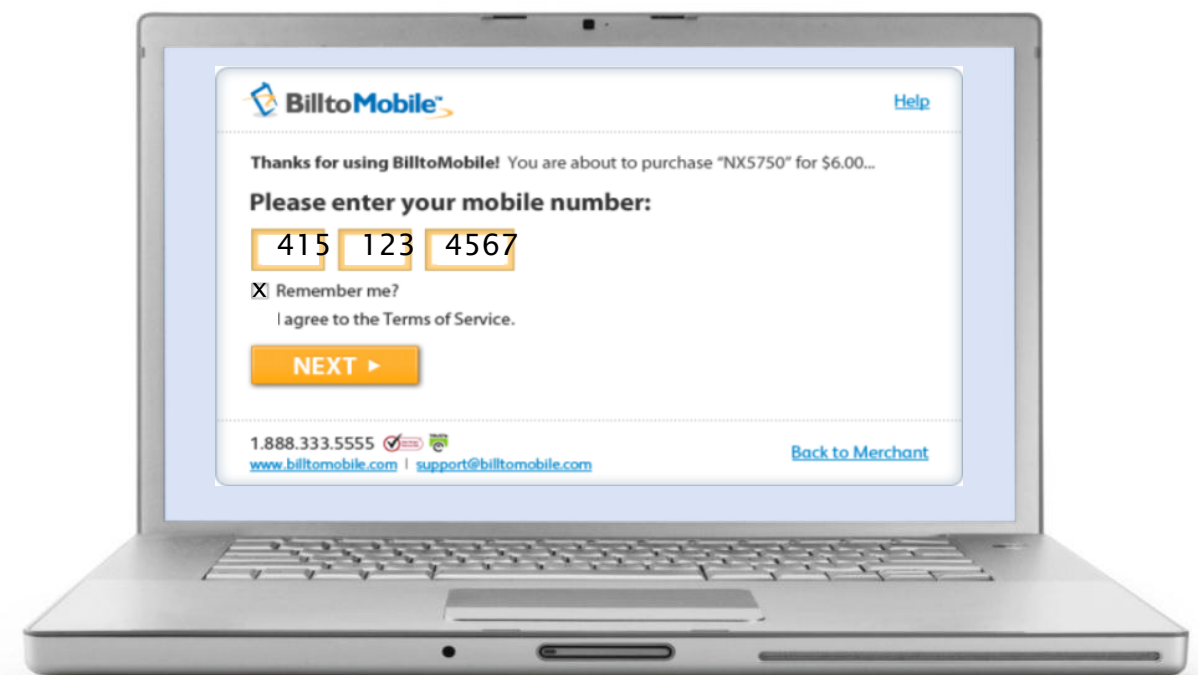 BilltoMobile™
Help
Thanks for using BilltoMobile! You are about to purchase “NX5750” for $6.00...
Please enter your mobile number:
415 123 4567
X Remember me?
I agree to the Terms of Service.
NEXT ►
1.888.333.5555
www.billtomobile.com | support@billtomobile.com
Back to Merchant